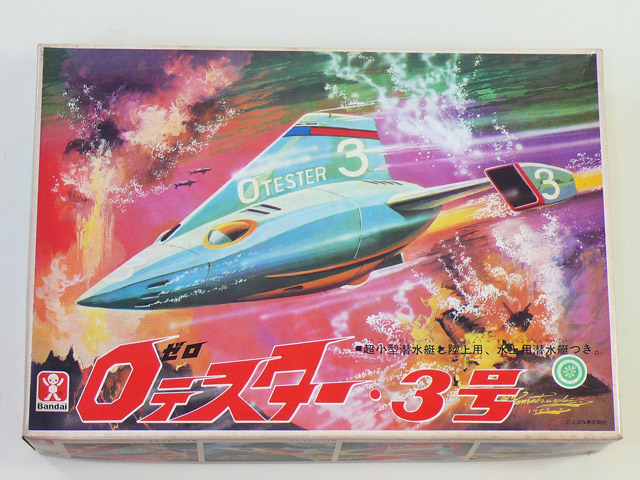 3
0TESTER
3
■超小型潜水艇と陸上用、水上用潜水艇つき。
ゼロ
0テスター・3号
Bandai